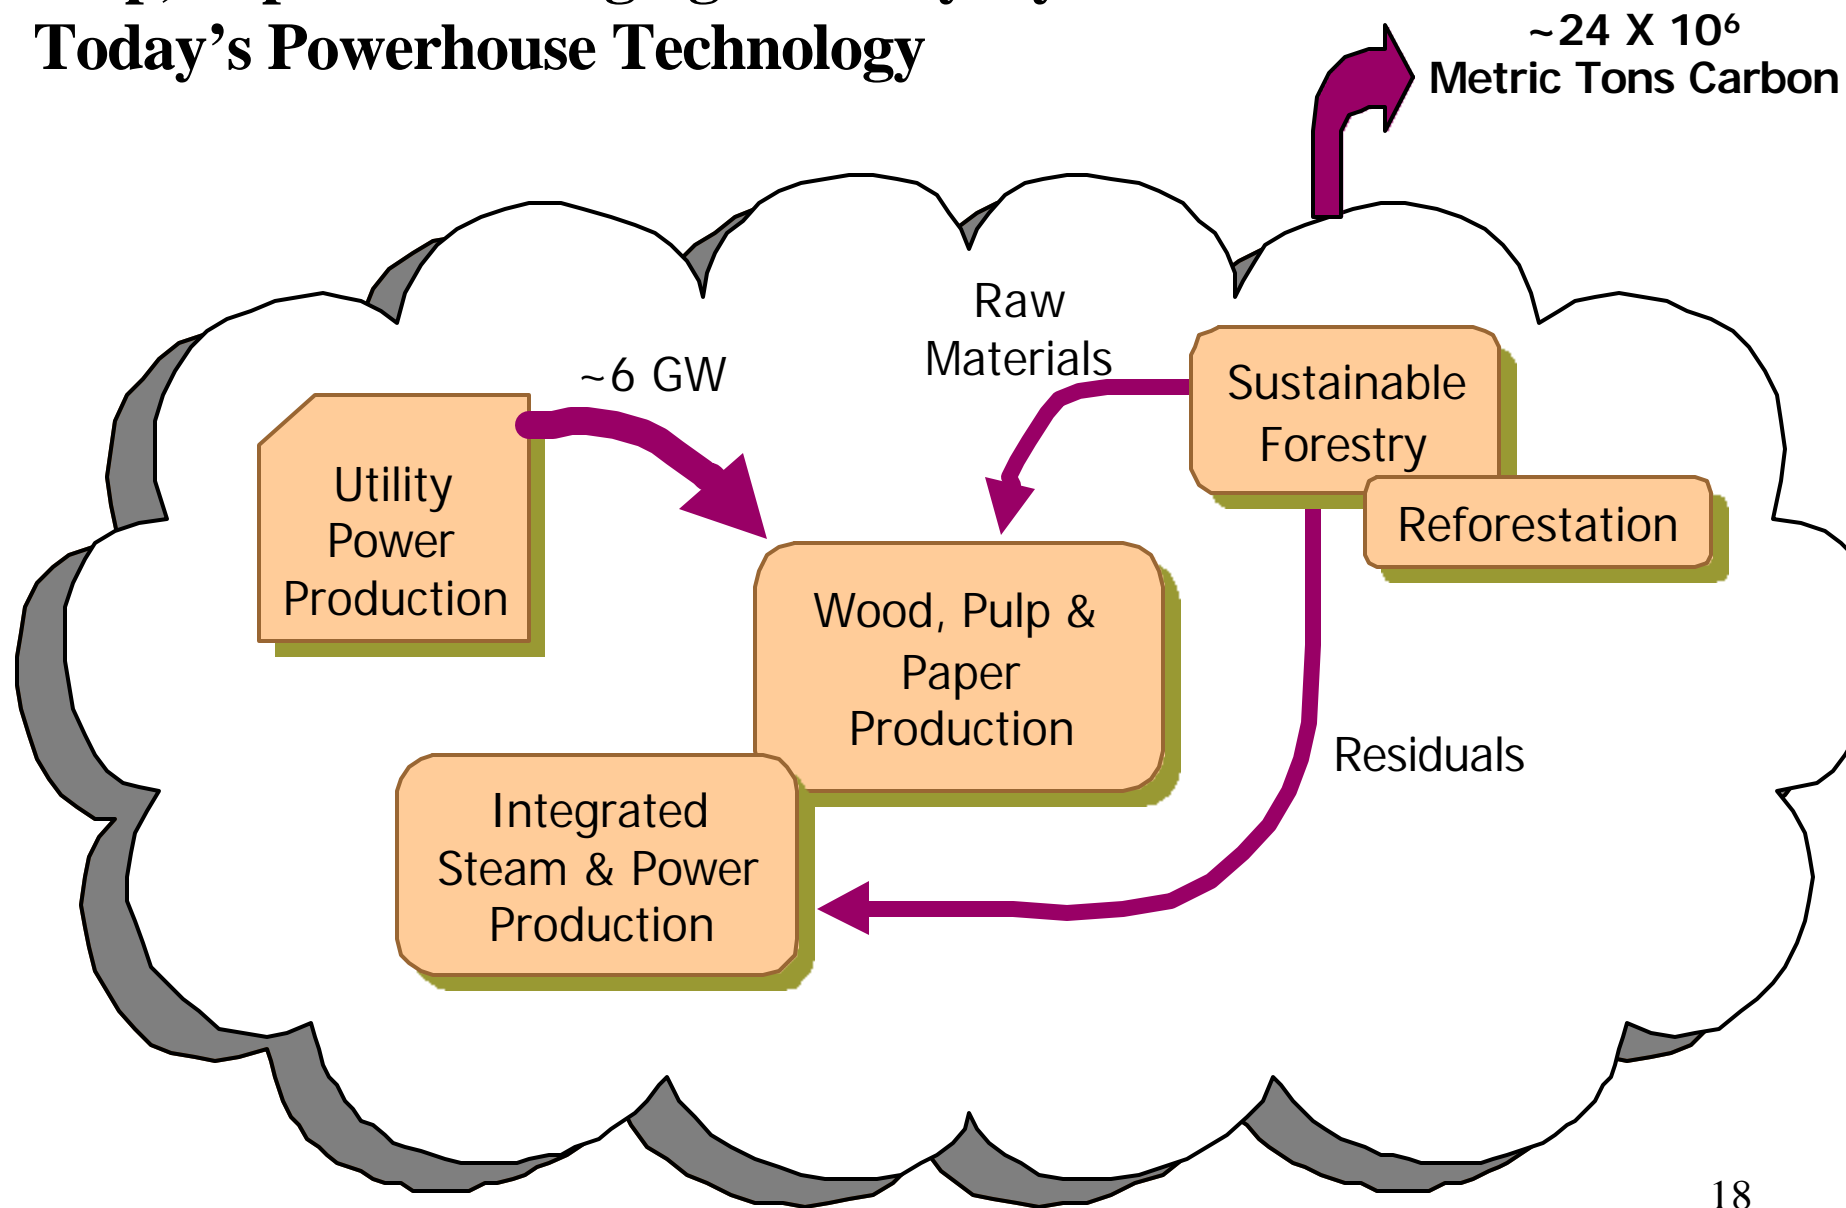 Today's Powerhouse Technology
~24 X 10⁶
Metric Tons Carbon
Raw
Materials
~6 GW
Sustainable
Forestry
Reforestation
Utility
Power
Production
Wood, Pulp &
Paper
Production
Residuals
Integrated
Steam & Power
Production
18